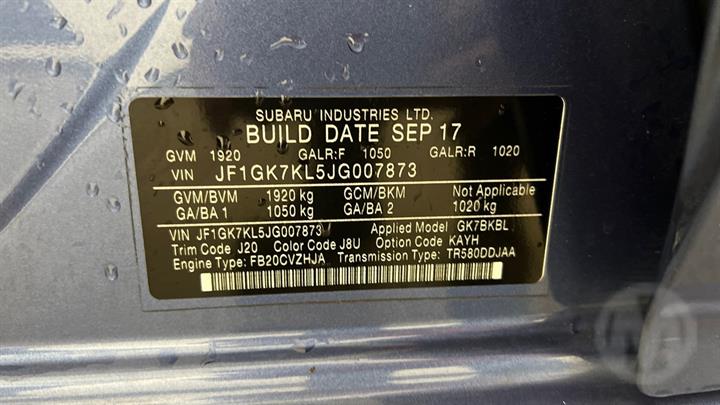 SUBARU INDUSTRIES LTD.
BUILD DATE SEP 17
GVM 1920 GALR:F 1050 GALR:R 1020
VIN JF1GK7KL5JG007873
GVM/BVM 1920 kg GCM/BKM Not Applicable
GA/BA 1 1050 kg GA/BA 2 1020 kg
VIN JF1GK7KL5JG007873 Applied Model GK7BKBL
Trim Code J20 Color Code J8U Option Code KAYH
Engine Type: FB20CVZHJA Transmission Type: TR580DDJAA
M